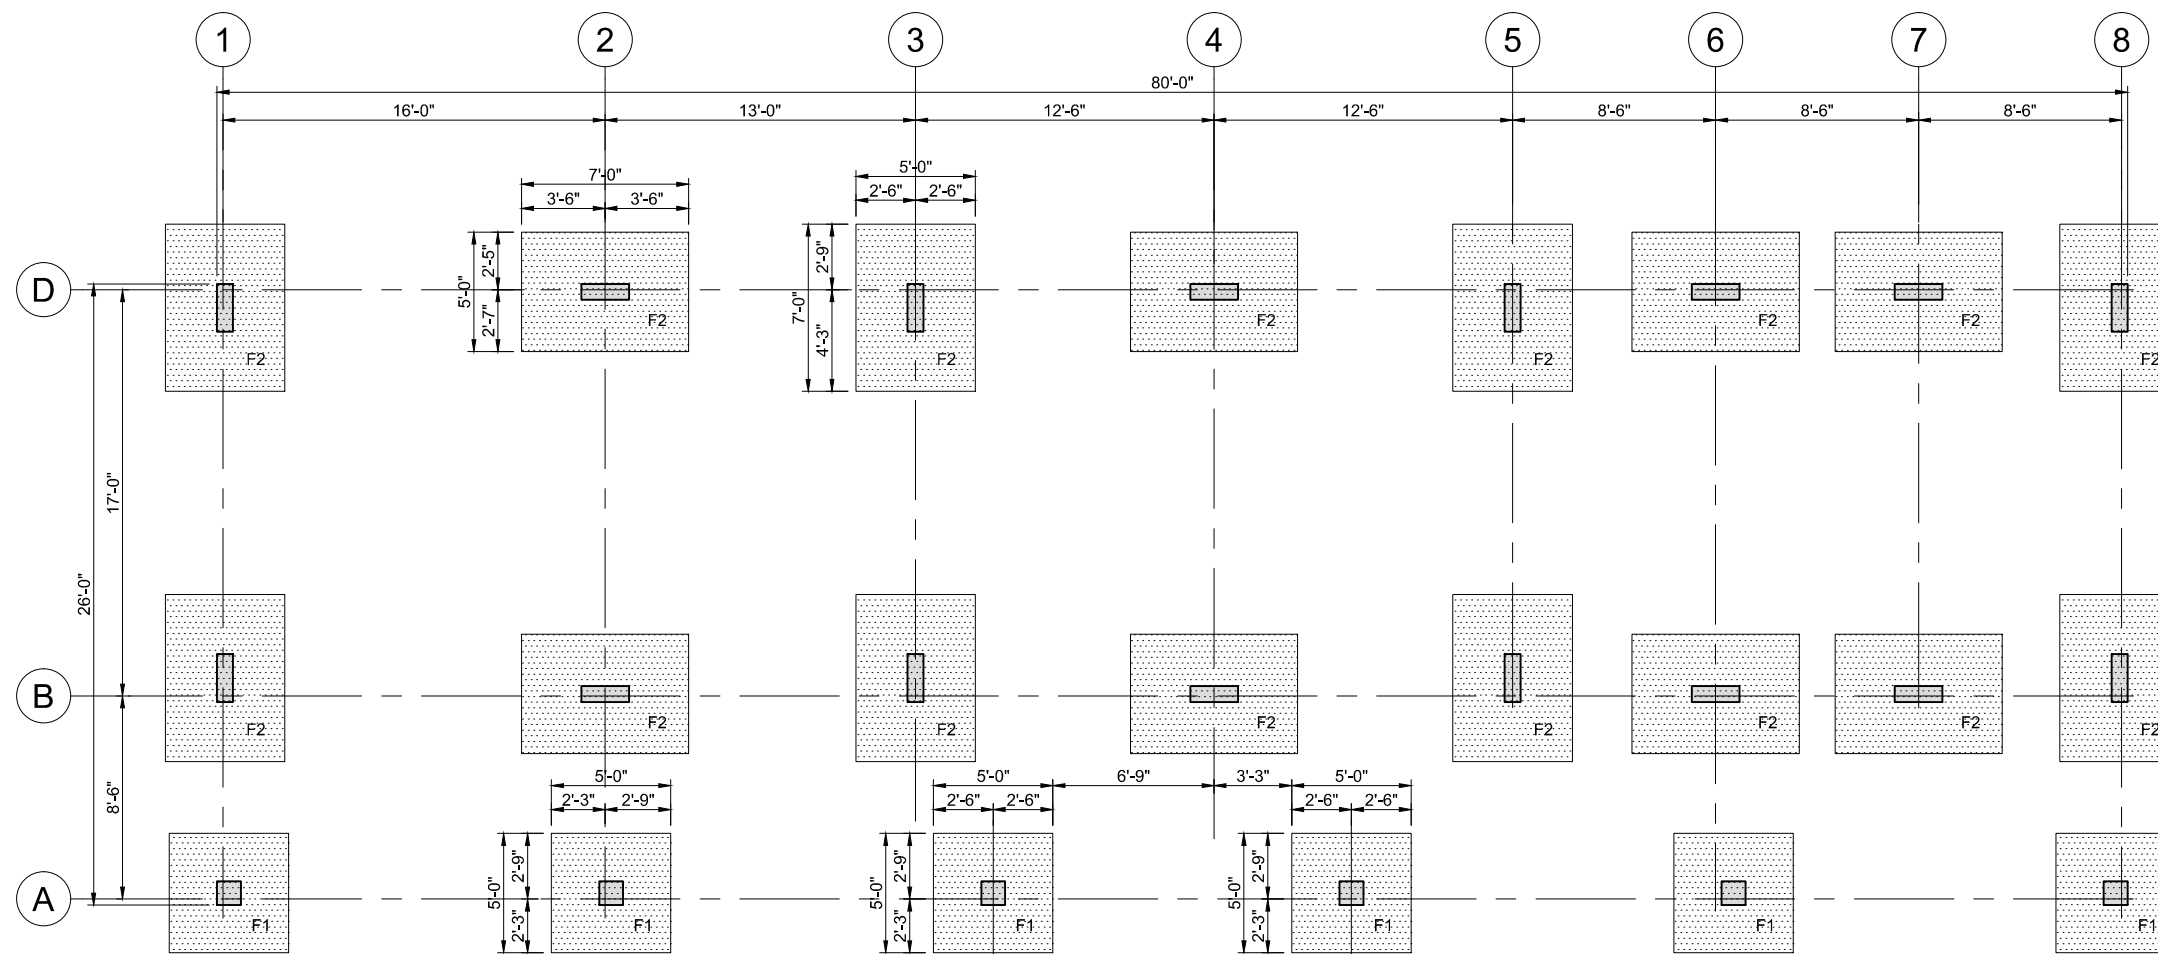 1 2 3 4 5 6 7 8
80'-0"
16'-0" 13'-0" 12'-6" 12'-6" 8'-6" 8'-6" 8'-6"
7'-0" 5'-0"
3'-6" 3'-6" 2'-6" 2'-6"
2'-5" 2'-9"
D
5'-0" 7'-0"
2'-7" 4'-3"
F2 F2 F2 F2
F2 F2 F2 F2
17'-0"
26'-0"
B
F2 F2 F2 F2 F2 F2 F2 F2
5'-0" 5'-0" 6'-9" 3'-3" 5'-0"
8'-6"
2'-3" 2'-9" 2'-6" 2'-6" 2'-6" 2'-6"
2'-9" 2'-9" 2'-9"
A
5'-0" 5'-0" 5'-0"
2'-3" 2'-3" 2'-3"
F1 F1 F1 F1 F1 F1